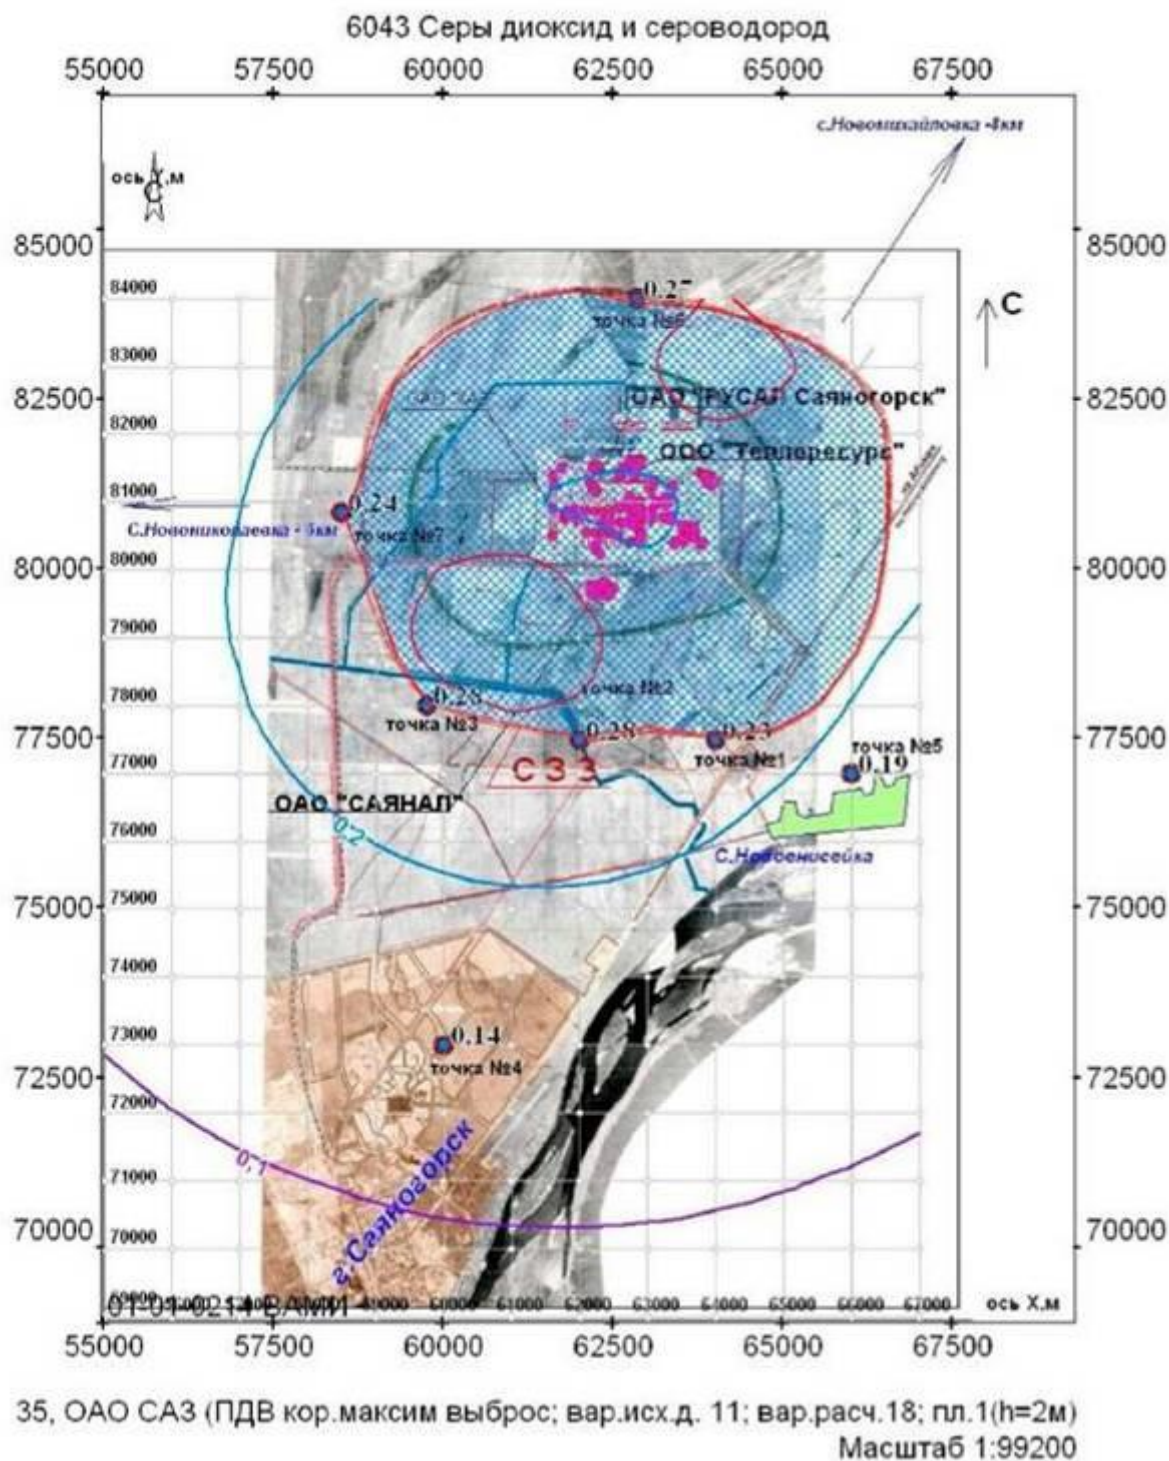 6043 Серы диоксид и сероводород
55000 57500 60000 62500 65000 67500
с.Новомихайловка -4км
ось Y,м
С
85000 85000
84000 0.27
точка №6
С
83000
82500 ОАО "РУСАЛ Саяногорск" 82500
82000
ООО "Теплоресурс"
81000 0.24
С.Новониколаевка - 5км точка №7
80000 80000 80000
79000
точка №2
78000 0.28
точка №3
77500 0.28 0.23 77500
точка №1 точка №5
77000 С З З 0.19
ОАО "САЯНАЛ"
76000 0,2
С.Новоенисейка
75000 75000 75000
74000
73000 0.14
точка №4
72500 72500
72000
71000 0,1
г.Саяногорск
70000 70000
70000
61000 62000 63000 64000 65000 66000 67000 ось X,м
55000 57500 60000 62500 65000 67500
35, ОАО САЗ (ПДВ кор.максим выброс; вар.исх.д. 11; вар.расч.18; пл.1(h=2м)
Масштаб 1:99200